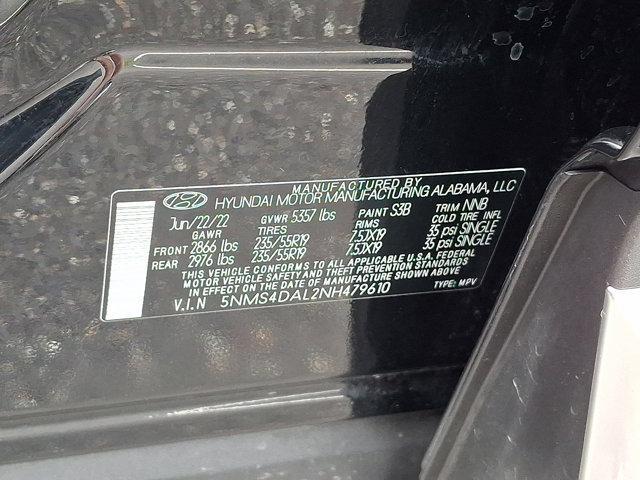 MANUFACTURED BY
HYUNDAI MOTOR MANUFACTURING ALABAMA, LLC
Jun/22/22 GVWR 5357 lbs PAINT S3B TRIM NNB
GAWR TIRES RIMS COLD TIRE INFL
FRONT 2866 lbs 235/55R19 7.5JX19 35 psi SINGLE
REAR 2976 lbs 235/55R19 7.5JX19 35 psi SINGLE
THIS VEHICLE CONFORMS TO ALL APPLICABLE U.S.A. FEDERAL
MOTOR VEHICLE SAFETY AND THEFT PREVENTION STANDARDS
IN EFFECT ON THE DATE OF MANUFACTURE SHOWN ABOVE
V.I.N 5NMS4DAL2NH479610 TYPE: MPV